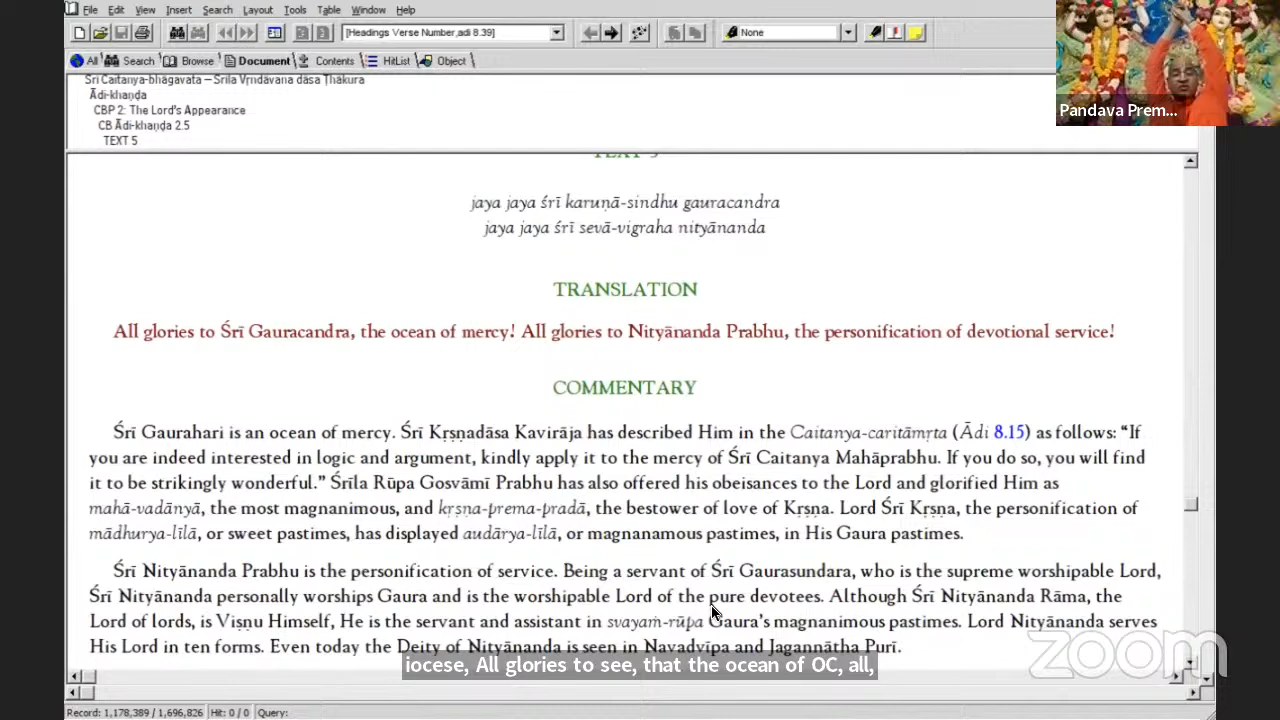 File Edit View Insert Search Layout Tools Table Window Help
[Headings Verse Number,adi 8.39]
None
All Search Browse Document Contents HitList Object
Śrī Caitanya-bhāgavata – Śrīla Vṛndāvana dāsa Ṭhākura
Ādi-khaṇḍa
CBP 2: The Lord's Appearance
CB Ādi-khaṇḍa 2.5
TEXT 5
Pandava Prem...
TEXT 5
jaya jaya śrī karuṇā-sindhu gauracandra
jaya jaya śrī sevā-vigraha nityānanda
TRANSLATION
All glories to Śrī Gauracandra, the ocean of mercy! All glories to Nityānanda Prabhu, the personification of devotional service!
COMMENTARY
Śrī Gaurahari is an ocean of mercy. Śrī Kṛṣṇadāsa Kavirāja has described Him in the Caitanya-caritāmṛta (Ādi 8.15) as follows: “If
you are indeed interested in logic and argument, kindly apply it to the mercy of Śrī Caitanya Mahāprabhu. If you do so, you will find
it to be strikingly wonderful.” Śrīla Rūpa Gosvāmī Prabhu has also offered his obeisances to the Lord and glorified Him as
mahā-vadānyā, the most magnanimous, and kṛṣṇa-prema-pradā, the bestower of love of Kṛṣṇa. Lord Śrī Kṛṣṇa, the personification of
mādhurya-līlā, or sweet pastimes, has displayed audārya-līlā, or magnanamous pastimes, in His Gaura pastimes.
Śrī Nityānanda Prabhu is the personification of service. Being a servant of Śrī Gaurasundara, who is the supreme worshipable Lord,
Śrī Nityānanda personally worships Gaura and is the worshipable Lord of the pure devotees. Although Śrī Nityānanda Rāma, the
Lord of lords, is Viṣṇu Himself, He is the servant and assistant in svayaṁ-rūpa Gaura's magnanimous pastimes. Lord Nityānanda serves
His Lord in ten forms. Even today the Deity of Nityānanda is seen in Navadvīpa and Jagannātha Purī.
iocese, All glories to see, that the ocean of OC, all,
zoom
Record: 1,178,389 / 1,696,826 Hit: 0 / 0 Query: